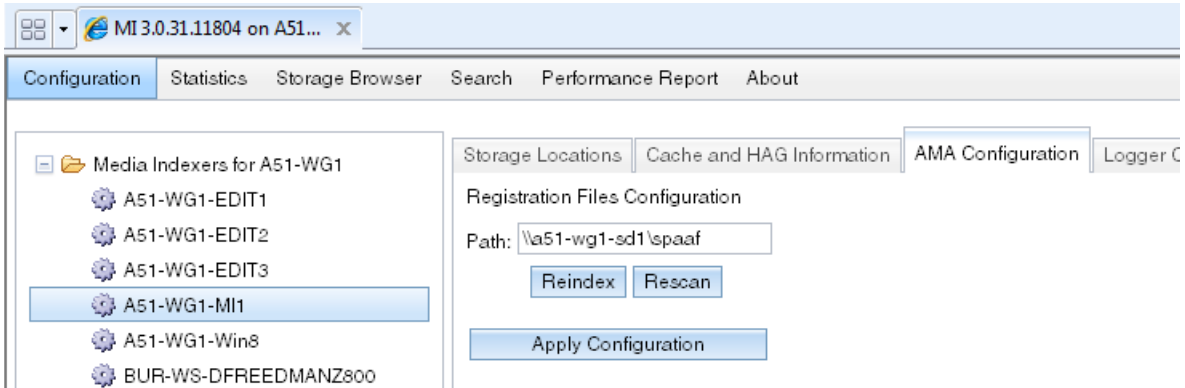 MI 3.0.31.11804 on A51... x
Configuration Statistics Storage Browser Search Performance Report About
Media Indexers for A51-WG1
A51-WG1-EDIT1
A51-WG1-EDIT2
A51-WG1-EDIT3
A51-WG1-MI1
A51-WG1-Win8
BUR-WS-DFREEDMANZ800
Storage Locations Cache and HAG Information AMA Configuration Logger
Registration Files Configuration
Path: \\a51-wg1-sd1\spaaf
Reindex Rescan
Apply Configuration